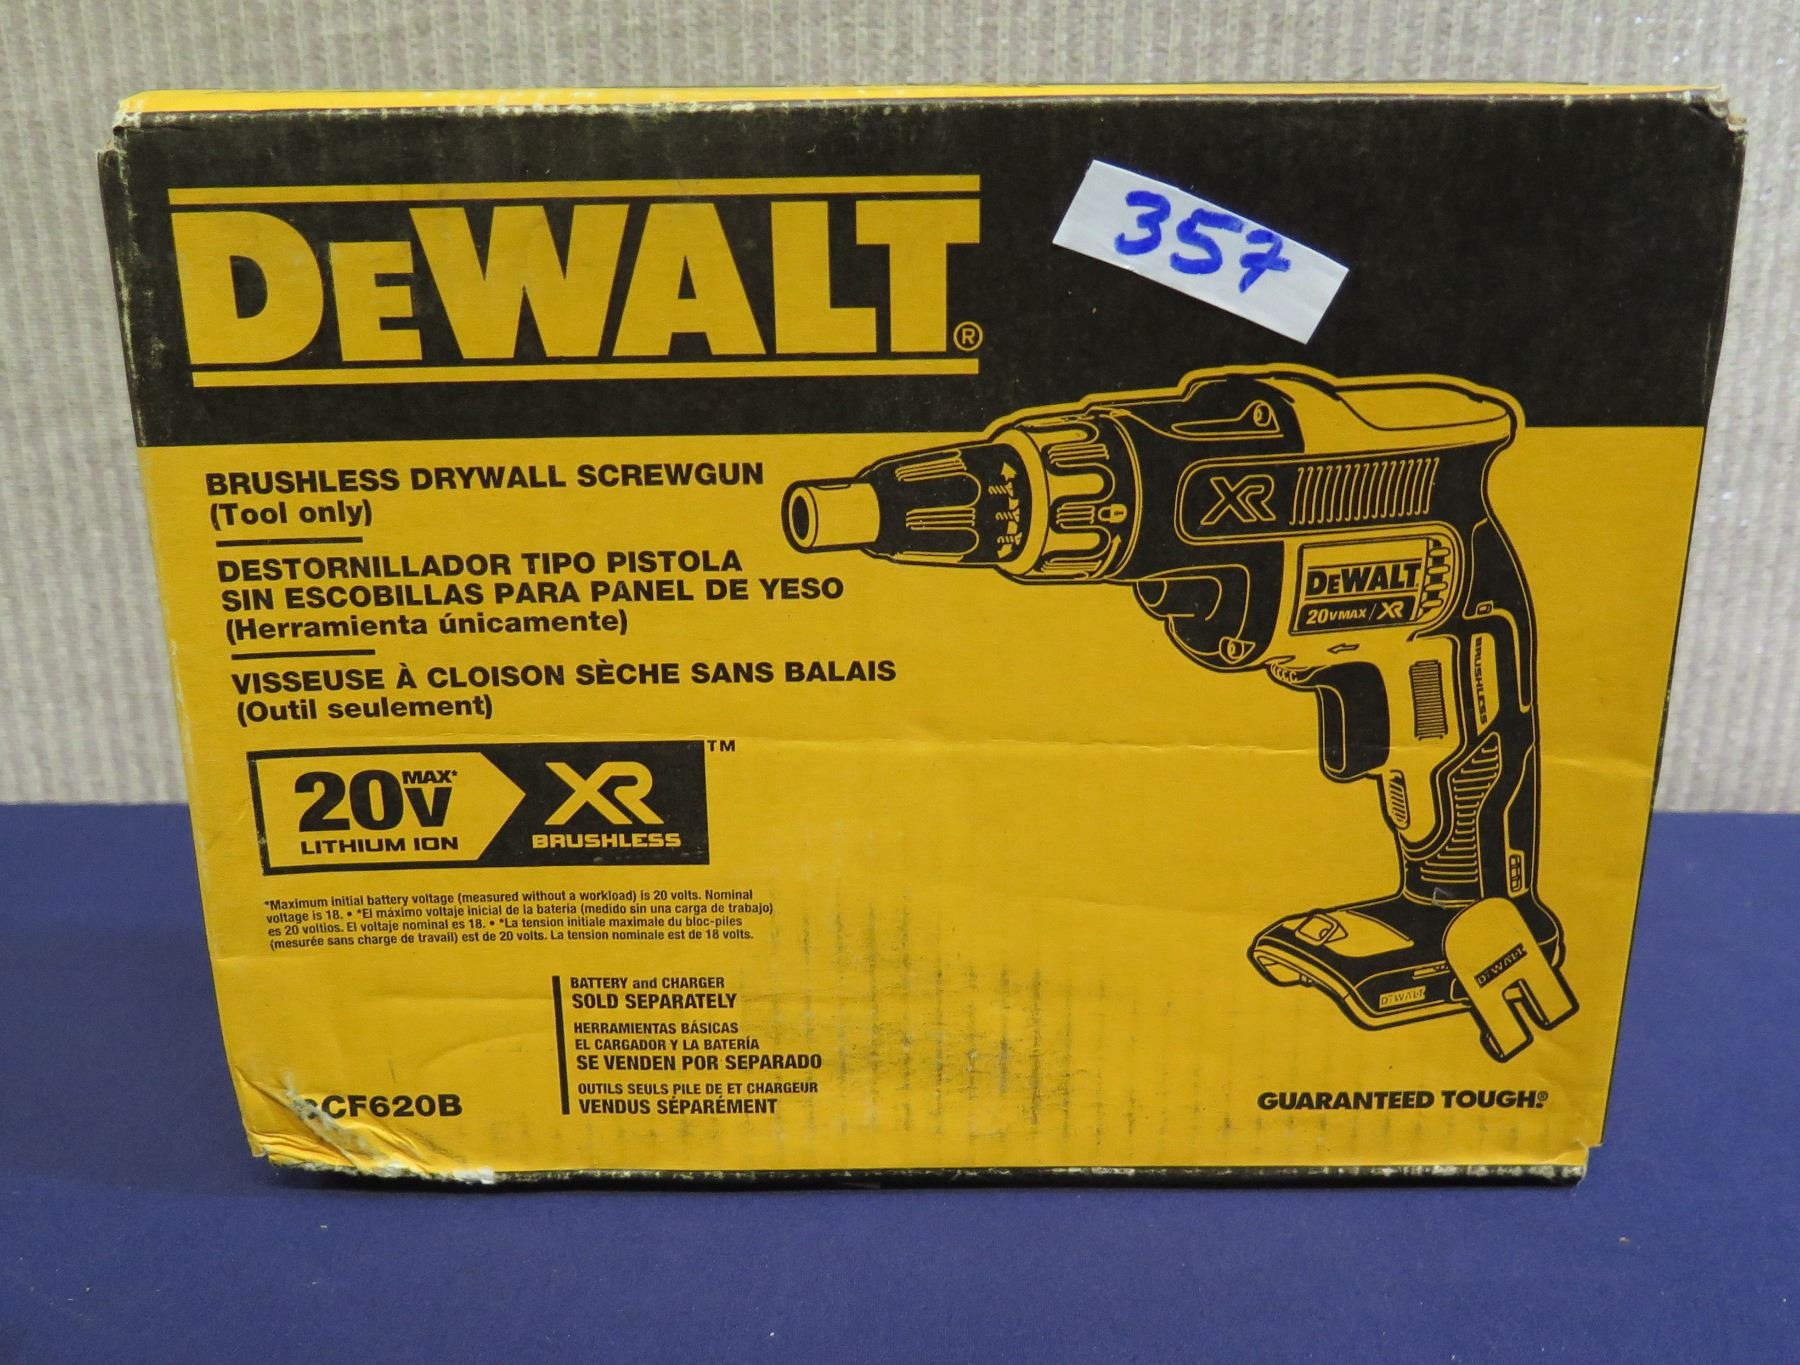 DEWALT®
357
BRUSHLESS DRYWALL SCREWGUN
(Tool only)
DESTORNILLADOR TIPO PISTOLA
SIN ESCOBILLAS PARA PANEL DE YESO
(Herramienta únicamente)
VISSEUSE À CLOISON SÈCHE SANS BALAIS
(Outil seulement)
20V MAX*
LITHIUM ION
XR
BRUSHLESS
TM
*Maximum initial battery voltage (measured without a workload) is 20 volts. Nominal
voltage is 18. • *El máximo voltaje inicial de la bateria (medido sin una carga de trabajo)
es 20 voltios. El voltaje nominal es 18. • *La tension initiale maximale du bloc-piles
(mesurée sans charge de travail) est de 20 volts. La tension nominale est de 18 volts.
BATTERY and CHARGER
SOLD SEPARATELY
HERRAMIENTAS BÁSICAS
EL CARGADOR Y LA BATERÍA
SE VENDEN POR SEPARADO
OUTILS SEULS PILE DE ET CHARGEUR
VENDUS SÉPARÉMENT
CF620B
XR
DEWALT
20VMAX/XR
BRUSHLESS
DEWALT
DEWALT
GUARANTEED TOUGH.®